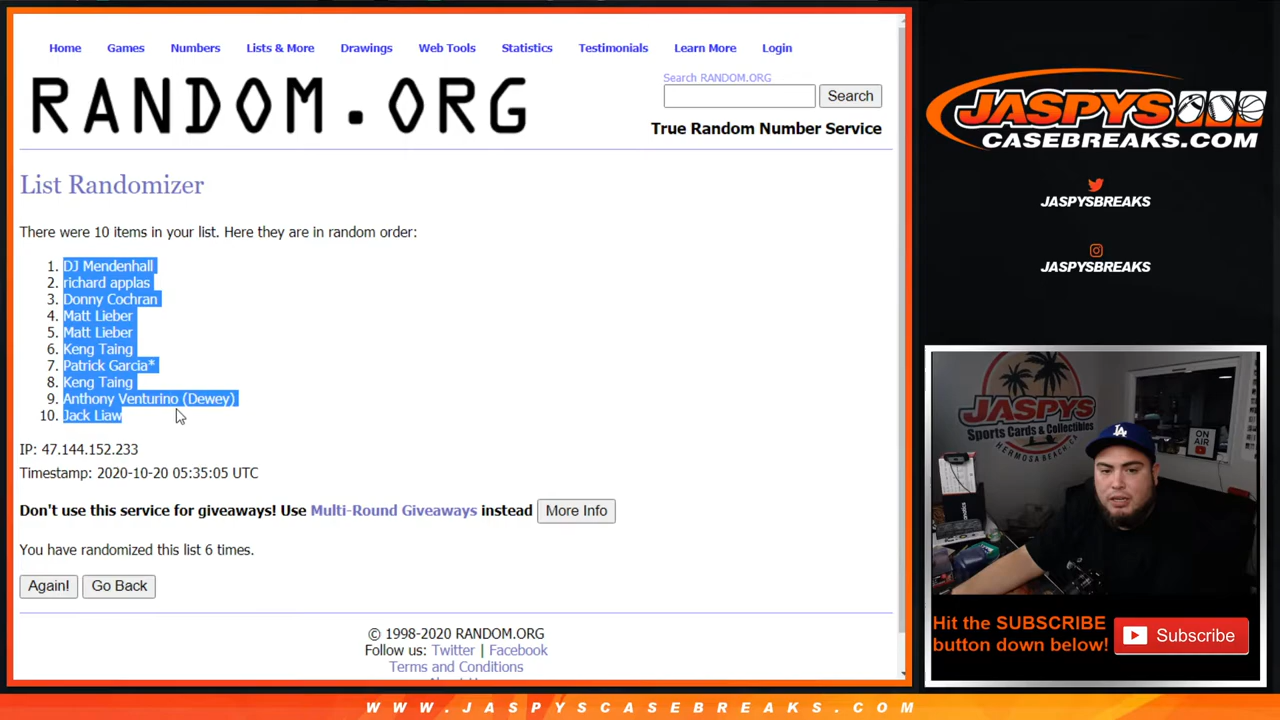 Home Games Numbers Lists & More Drawings Web Tools Statistics Testimonials Learn More Login
RANDOM.ORG
Search RANDOM.ORG
Search
True Random Number Service
List Randomizer
There were 10 items in your list. Here they are in random order:
1. DJ Mendenhall
2. richard applas
3. Donny Cochran
4. Matt Lieber
5. Matt Lieber
6. Keng Taing
7. Patrick Garcia*
8. Keng Taing
9. Anthony Venturino (Dewey)
10. Jack Liaw
IP: 47.144.152.233
Timestamp: 2020-10-20 05:35:05 UTC
Don't use this service for giveaways! Use Multi-Round Giveaways instead More Info
You have randomized this list 6 times.
Again! Go Back
© 1998-2020 RANDOM.ORG
Follow us: Twitter | Facebook
Terms and Conditions
JASPYS
CASEBREAKS.COM
JASPYSBREAKS
JASPYSBREAKS
JASPYS
Sports Cards & Collectibles
HERMOSA BEACH, CA
ON
AIR
LA
Hit the SUBSCRIBE
button down below!
Subscribe
WWW.JASPYSCASEBREAKS.COM